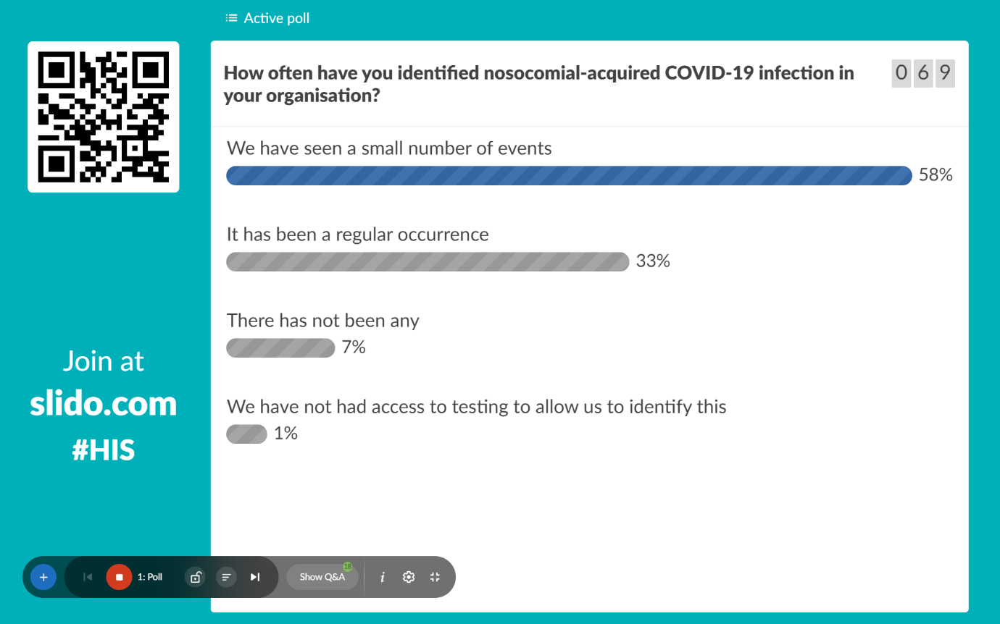 Active poll
How often have you identified nosocomial-acquired COVID-19 infection in
your organisation?
0 6 9
We have seen a small number of events
58%
It has been a regular occurrence
33%
There has not been any
7%
We have not had access to testing to allow us to identify this
1%
Join at
slido.com
#HIS
1: Poll
Show Q&A
18